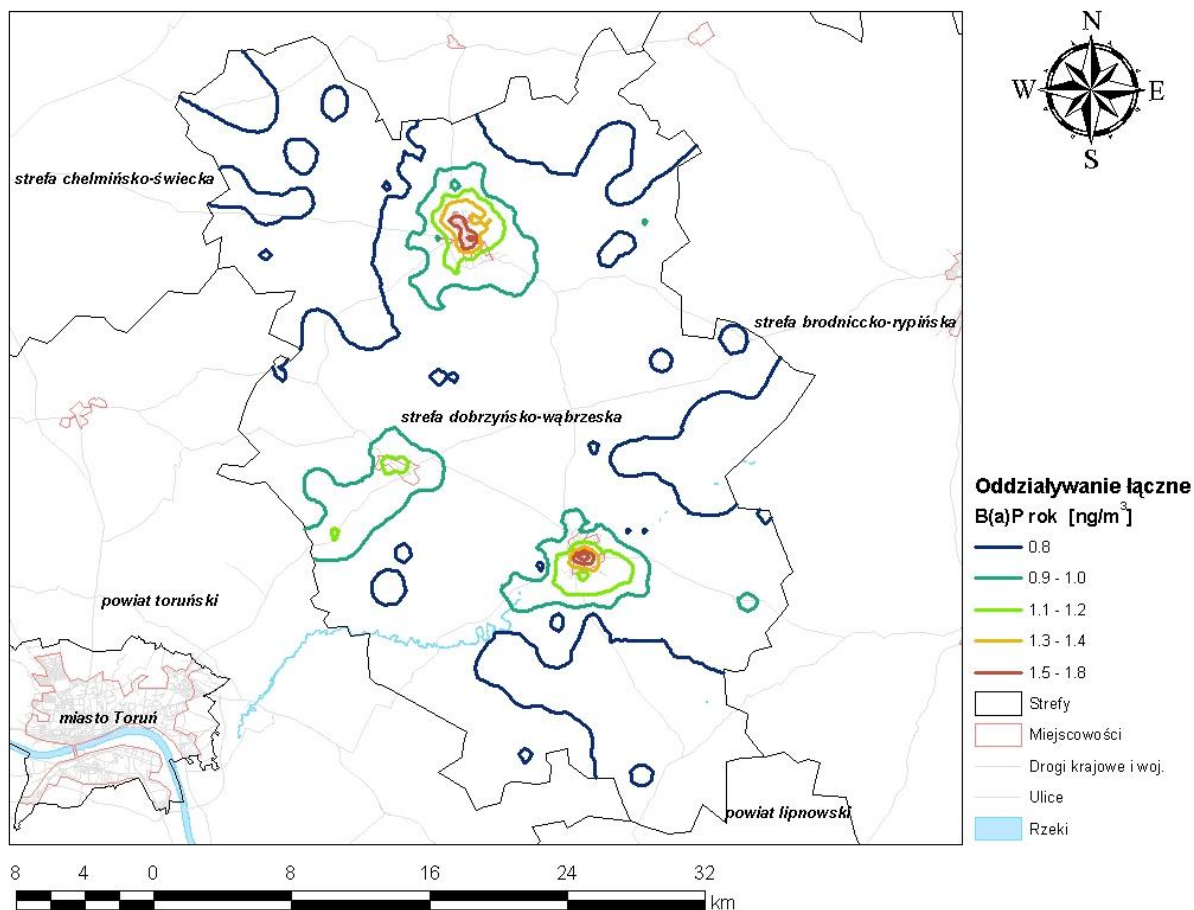 N
W E
S
strefa chelmińsko-świecka
strefa brodniccko-rypińska
strefa dobrzyńsko-wąbrzeska
powiat toruński
miasto Toruń
powiat lipnowski
Oddziaływanie łączne
B(a)P rok [ng/m³]
0.8
0.9 - 1.0
1.1 - 1.2
1.3 - 1.4
1.5 - 1.8
Strefy
Miejscowości
Drogi krajowe i woj.
Ulice
Rzeki
8 4 0 8 16 24 32
km